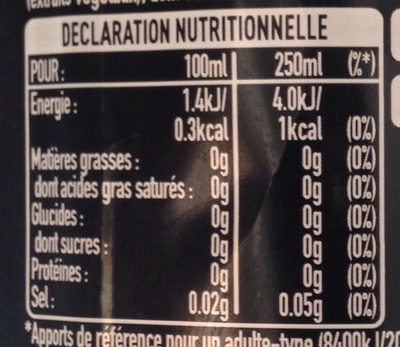 DECLARATION NUTRITIONNELLE
POUR : 100ml 250ml (%*)
Energie : 1.4kJ/ 4.0kJ/
0.3kcal 1kcal (0%)
Matières grasses : 0g 0g (0%)
dont acides gras saturés : 0g 0g (0%)
Glucides : 0g 0g (0%)
dont sucres : 0g 0g (0%)
Protéines : 0g 0g (0%)
Sel : 0.02g 0.05g (0%)
*Apports de référence pour un adulte-type (8400k